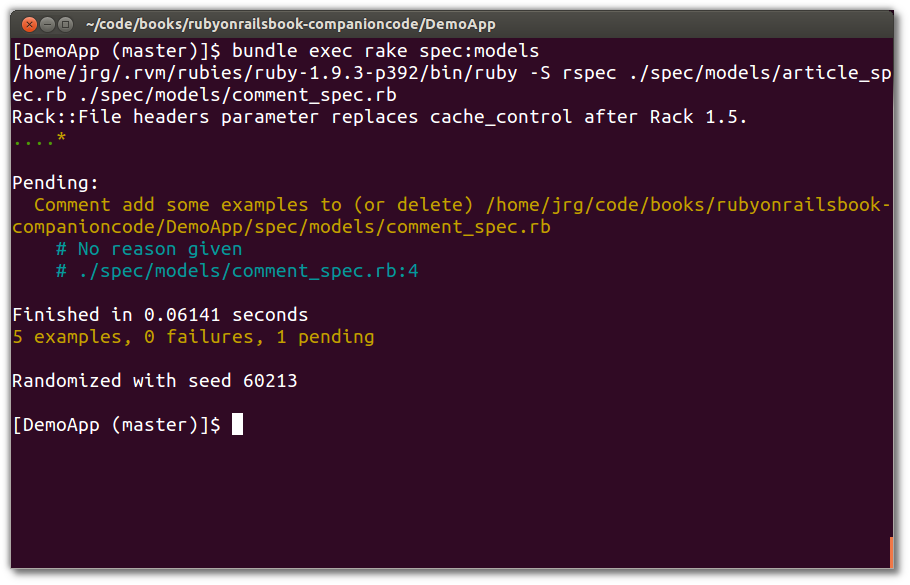 ~/code/books/rubyonrailsbook-companioncode/DemoApp
[DemoApp (master)]$ bundle exec rake spec:models
/home/jrg/.rvm/rubies/ruby-1.9.3-p392/bin/ruby -S rspec ./spec/models/article_sp
ec.rb ./spec/models/comment_spec.rb
Rack::File headers parameter replaces cache_control after Rack 1.5.
....*
Pending:
  Comment add some examples to (or delete) /home/jrg/code/books/rubyonrailsbook-
companioncode/DemoApp/spec/models/comment_spec.rb
    # No reason given
    # ./spec/models/comment_spec.rb:4
Finished in 0.06141 seconds
5 examples, 0 failures, 1 pending
Randomized with seed 60213
[DemoApp (master)]$